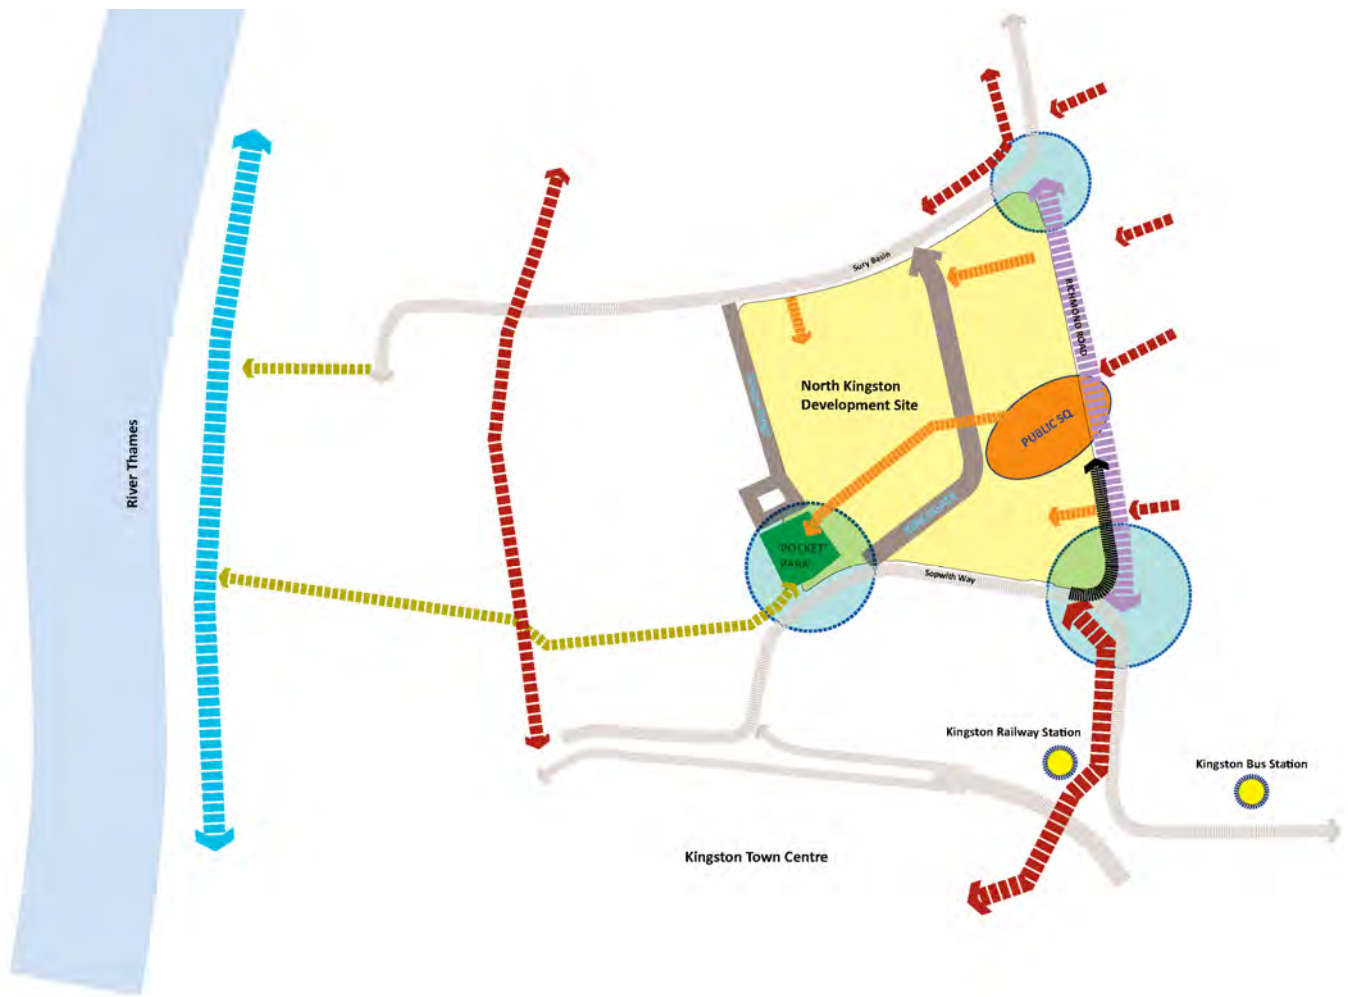 Sury Basin
RICHMOND ROAD
North Kingston
Development Site
PUBLIC SQ
River Thames
KINGSGATE
'POCKET'
PARK
Sopwith Way
Kingston Railway Station
Kingston Bus Station
Kingston Town Centre